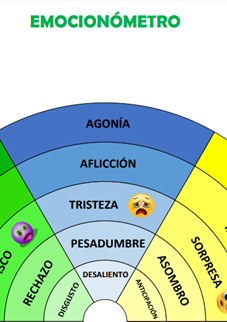 EMOCIONÓMETRO
AGONÍA
AFLICCIÓN
TRISTEZA
PESADUMBRE
DESALIENTO
RECHAZO
DISGUSTO
ANTICIPACIÓN
ASOMBRO
SORPRESA